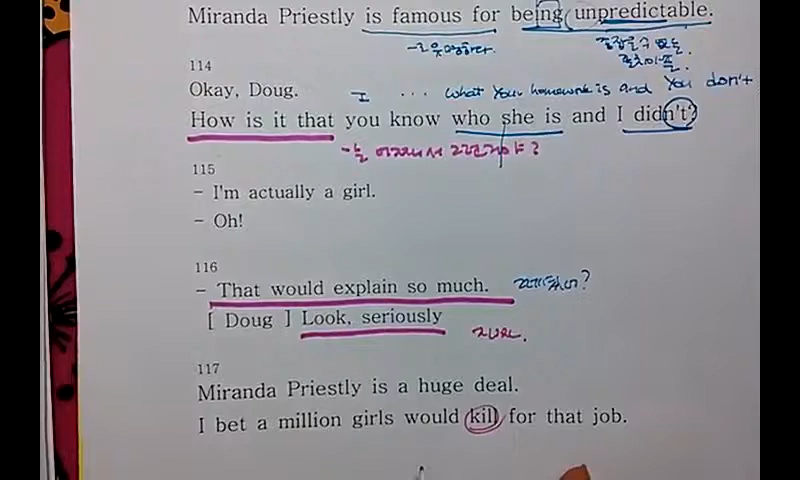 Miranda Priestly is famous for being unpredictable.
114
Okay, Doug.
I ... what your homework is and you don't
How is it that you know who she is and I didn't?
115
- I'm actually a girl.
- Oh!
116
- That would explain so much.
[ Doug ] Look, seriously
117
Miranda Priestly is a huge deal.
I bet a million girls would kill for that job.